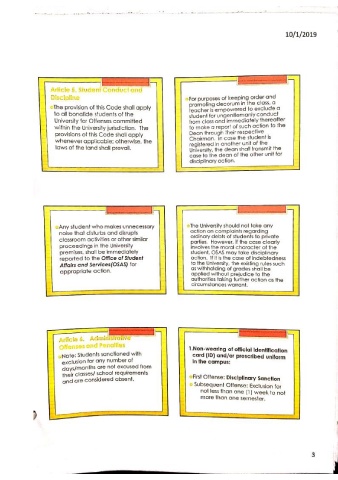 10/1/2019
Article 5. Student Conduct and
Discipline
The provision of this Code shall apply
to all bonafide students of the
University for Offenses committed
within the University jurisdiction. The
provisions of this Code shall apply
whenever applicable; otherwise, the
laws of the land shall prevail.
For purposes of keeping order and
promoting decorum in the class, a
teacher is empowered to exclude a
student for ungentlemanly conduct
from class and immediately thereafter
to make a report of such action to the
Dean through their respective
Chairman. In case the student is
registered in another unit of the
University, the dean shall transmit the
case to the dean of the other unit for
disciplinary action.
Any student who makes unnecessary
noise that disturbs and disrupts
classroom activities or other similar
proceedings in the University
premises, shall be immediately
reported to the Office of Student
Affairs and Services(OSAS) for
appropriate action.
The University should not take any
action on complaints regarding
ordinary debts of students to private
parties. However, if the case clearly
involves the moral character of the
student, OSAS may take disciplinary
action. If it is the case of indebtedness
to the University, the existing rules such
as withholding of grades shall be
applied without prejudice to the
authorities taking further action as the
circumstances warrant.
Article 6. Administrative
Offenses and Penalties
Note: Students sanctioned with
exclusion for any number of
days/months are not excused from
their classes/ school requirements
and are considered absent.
1.Non-wearing of official Identification
card (ID) and/or prescribed uniform
in the campus:
First Offense: Disciplinary Sanction
Subsequent Offense: Exclusion for
not less than one (1) week to not
more than one semester.
3